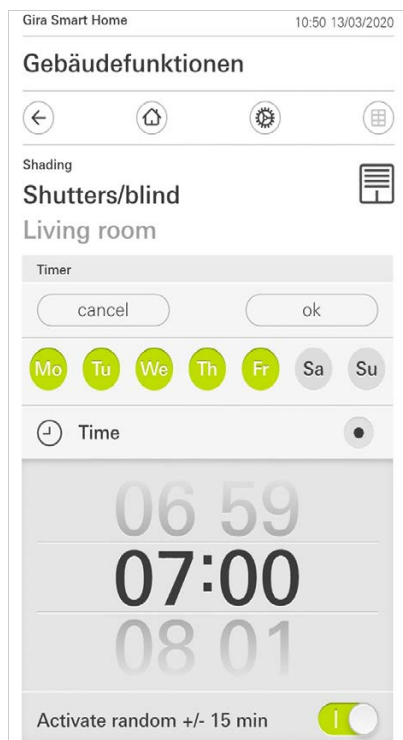 Gira Smart Home 10:50 13/03/2020
Gebäudefunktionen
Shading
Shutters/blind
Living room
Timer
cancel ok
Mo Tu We Th Fr Sa Su
Time
06 59
07:00
08 01
Activate random +/- 15 min